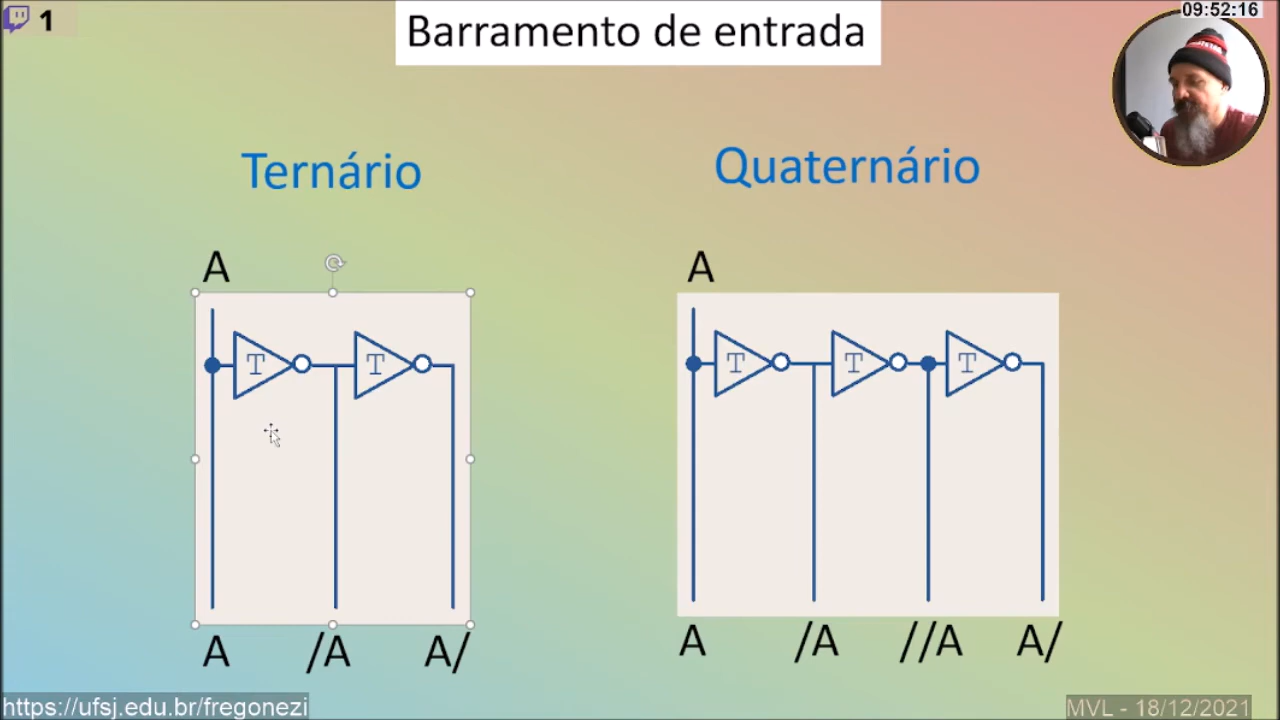 1
09:52:16
Barramento de entrada
Ternário
Quaternário
A
A
T T
T T T
A /A A/
A /A //A A/
https://ufsj.edu.br/fregonezi
MVL - 18/12/2021